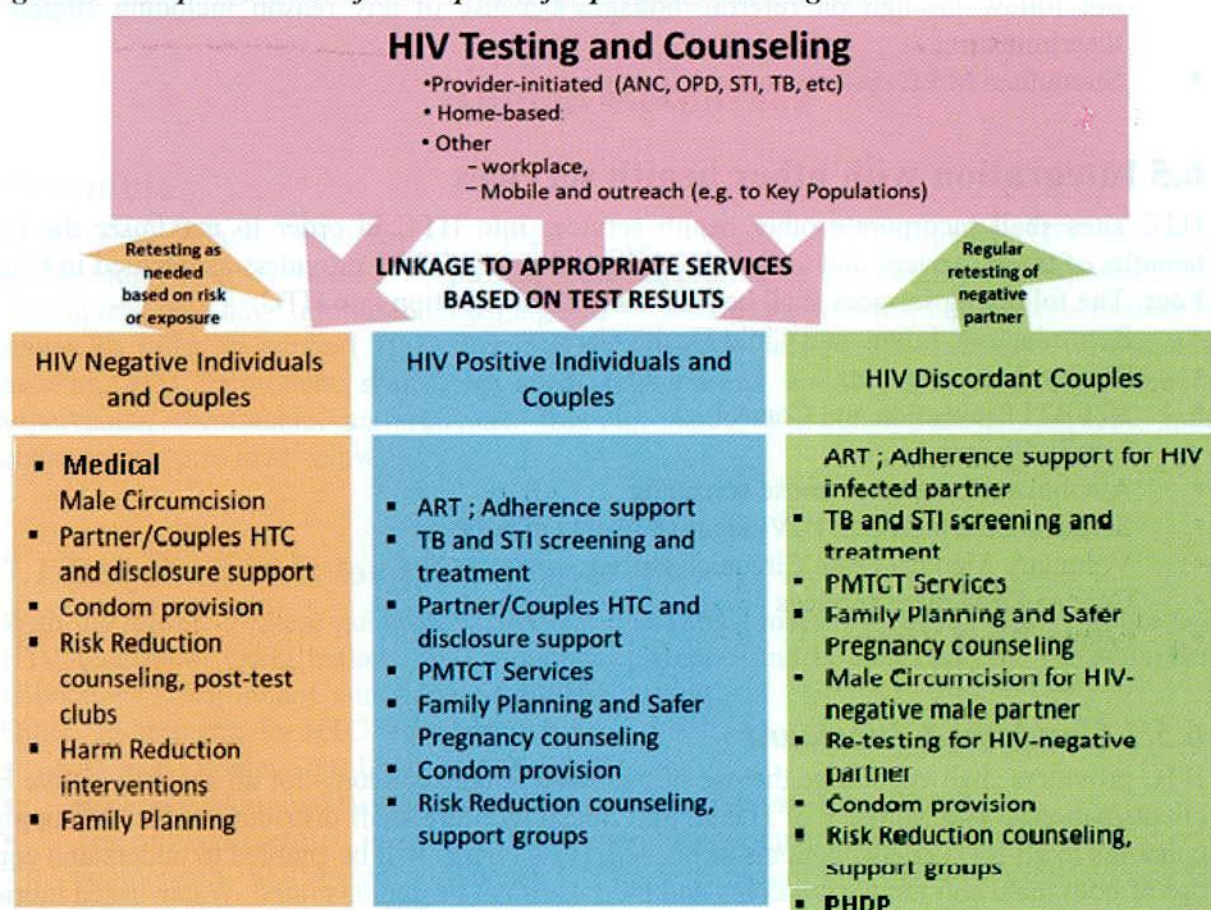 HIV Testing and Counseling
•Provider-initiated (ANC, OPD, STI, TB, etc)
• Home-based:
• Other
– workplace,
– Mobile and outreach (e.g. to Key Populations)
Retesting as
needed
based on risk
or exposure
LINKAGE TO APPROPRIATE SERVICES
BASED ON TEST RESULTS
Regular
retesting of
negative
partner
HIV Negative Individuals
and Couples
▪ Medical
Male Circumcision
▪ Partner/Couples HTC
and disclosure support
▪ Condom provision
▪ Risk Reduction
counseling, post-test
clubs
▪ Harm Reduction
interventions
▪ Family Planning
HIV Positive Individuals and
Couples
▪ ART ; Adherence support
▪ TB and STI screening and
treatment
▪ Partner/Couples HTC and
disclosure support
▪ PMTCT Services
▪ Family Planning and Safer
Pregnancy counseling
▪ Condom provision
▪ Risk Reduction counseling,
support groups
HIV Discordant Couples
ART ; Adherence support for HIV
infected partner
▪ TB and STI screening and
treatment
▪ PMTCT Services
▪ Family Planning and Safer
Pregnancy counseling
▪ Male Circumcision for HIV-
negative male partner
▪ Re-testing for HIV-negative
partner
▪ Condom provision
▪ Risk Reduction counseling,
support groups
▪ PHDP